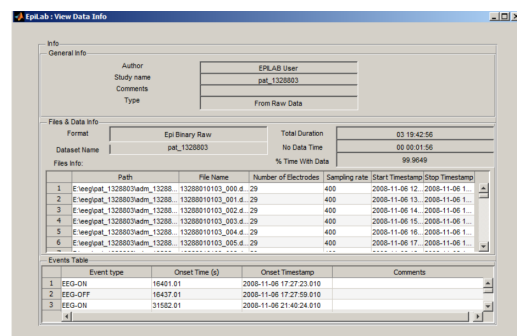 EpiLab : View Data Info
Info
General Info
Author EPILAB User
Study name pat_1328803
Comments
Type From Raw Data
Files & Data Info
Format Epi Binary Raw Total Duration 03 19:42:56
Dataset Name pat_1328803 No Data Time 00 00:01:56
Files Info: % Time With Data 99.9649
Path File Name Number of Electrodes Sampling rate Start Timestamp Stop Timestamp
1 E:\eeg\pat_1328803\adm_13288... 13288010103_000.d... 29 400 2008-11-06 12... 2008-11-06 1...
2 E:\eeg\pat_1328803\adm_13288... 13288010103_001.d... 29 400 2008-11-06 13... 2008-11-06 1...
3 E:\eeg\pat_1328803\adm_13288... 13288010103_002.d... 29 400 2008-11-06 14... 2008-11-06 1...
4 E:\eeg\pat_1328803\adm_13288... 13288010103_003.d... 29 400 2008-11-06 15... 2008-11-06 1...
5 E:\eeg\pat_1328803\adm_13288... 13288010103_004.d... 29 400 2008-11-06 16... 2008-11-06 1...
6 E:\eeg\pat_1328803\adm_13288... 13288010103_005.d... 29 400 2008-11-06 17... 2008-11-06 1...
Events Table
Event type Onset Time (s) Onset Timestamp Comments
1 EEG-ON 16401.01 2008-11-06 17:27:23.010
2 EEG-OFF 16437.01 2008-11-06 17:27:59.010
3 EEG-ON 31582.01 2008-11-06 21:40:24.010